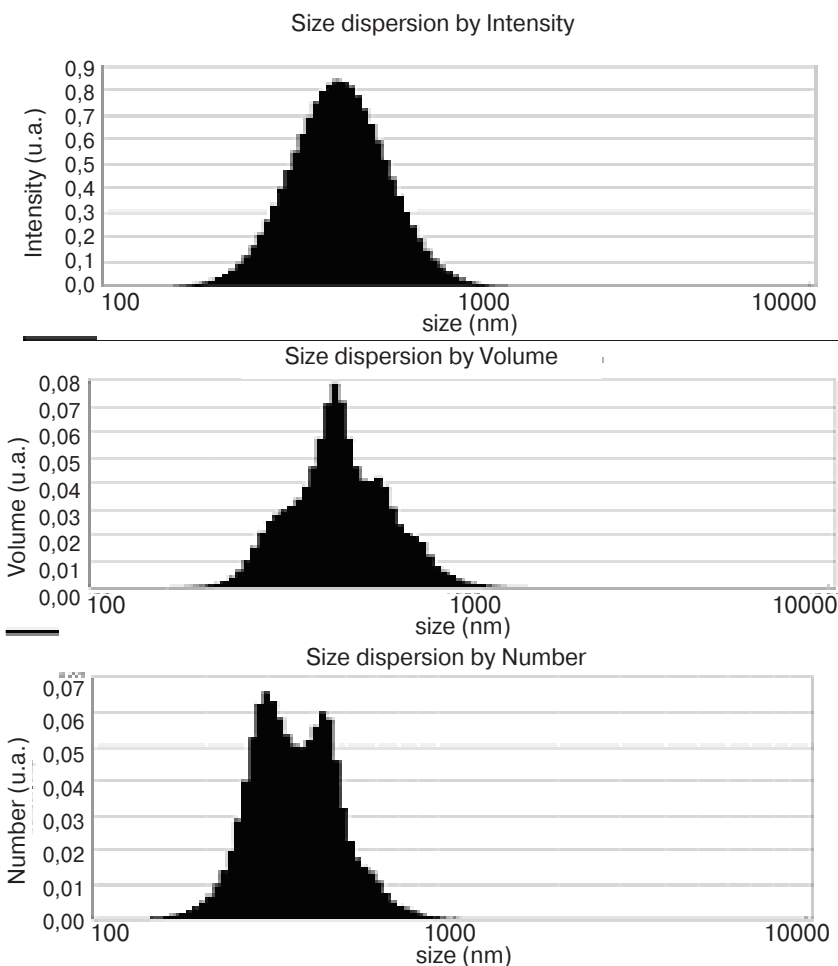 Size dispersion by Intensity
Intensity (u.a.)
0,9
0,8
0,7
0,6
0,5
0,4
0,3
0,2
0,1
0,0
100 1000 10000
size (nm)
Size dispersion by Volume
Volume (u.a.)
0,08
0,07
0,06
0,05
0,04
0,03
0,02
0,01
0,00
100 1000 10000
size (nm)
Size dispersion by Number
Number (u.a.)
0,07
0,06
0,05
0,04
0,03
0,02
0,01
0,00
100 1000 10000
size (nm)